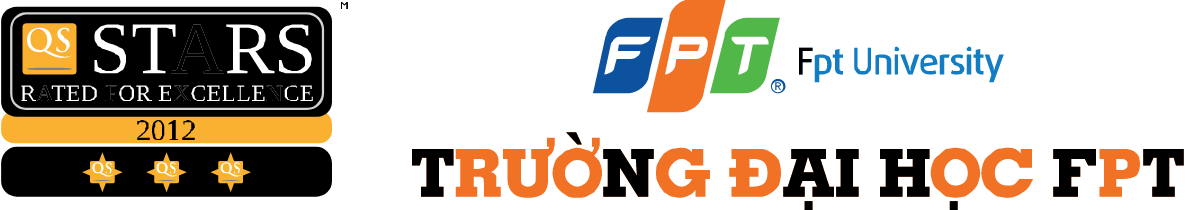 QS STARS
RATED FOR EXCELLENCE
2012
QS QS QS
M
FPT ®
Fpt University
TRƯỜNG ĐẠI HỌC FPT